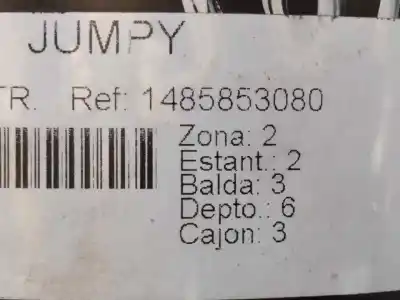 JUMPY
TR. Ref: 1485853080
Zona: 2
Estant.: 2
Balda: 3
Depto.: 6
Cajon: 3